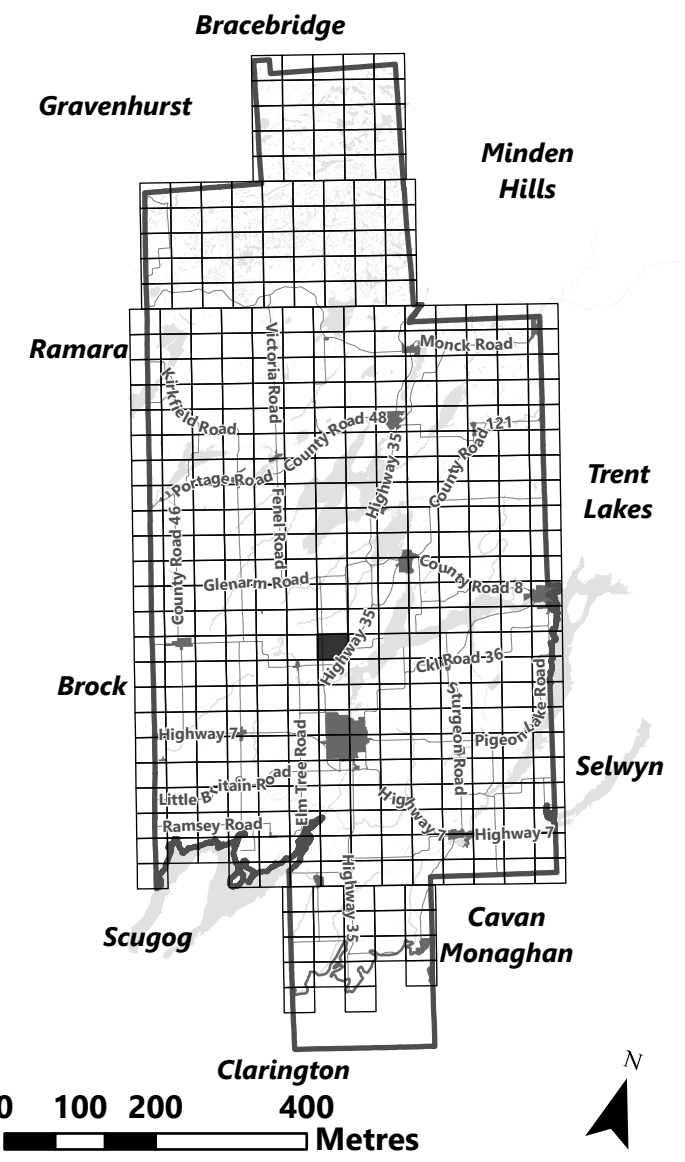 Bracebridge
Gravenhurst
Minden
Hills
Ramara
Victoria Road
Monck Road
Kirkfield Road
County Road 48
Highway 35
County Road 121
Portage Road
Trent
Lakes
County Road 46
Fenel Road
Glenarm Road
County Road 8
Highway 35
Ckl Road 36
Brock
Sturgeon Road
Pigeon Lake Road
Highway 7
Elm Tree Road
Selwyn
Little Britain Road
Highway 7
Ramsey Road
Highway 7
Highway 35
Scugog
Cavan
Monaghan
Clarington
N
0 100 200 400
Metres